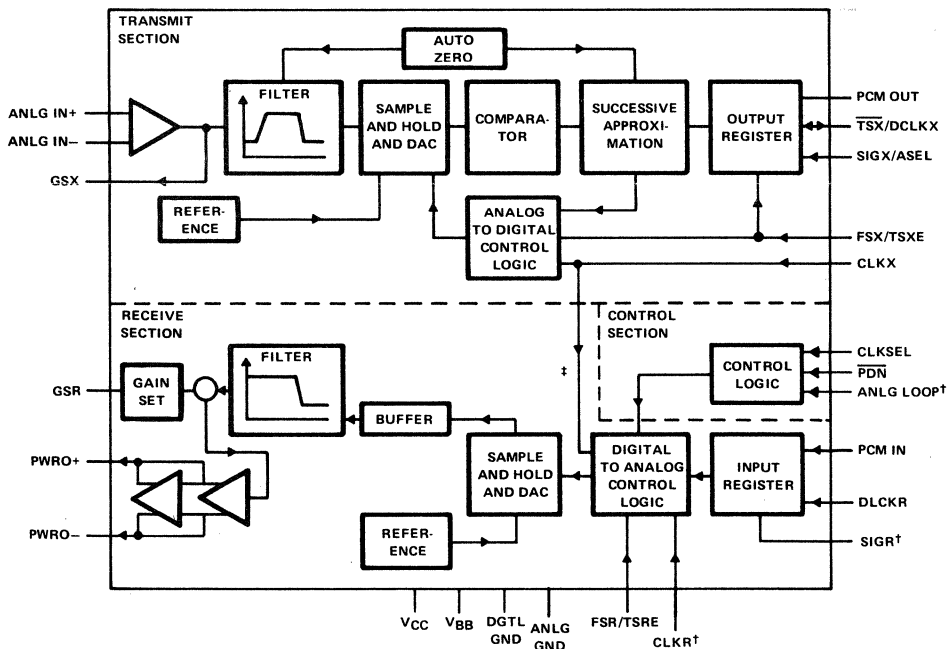 TRANSMIT
SECTION
AUTO
ZERO
FILTER
SAMPLE
AND HOLD
AND DAC
COMPARA-
TOR
SUCCESSIVE
APPROXI-
MATION
OUTPUT
REGISTER
ANLG IN+
ANLG IN−
GSX
PCM OUT
TSX/DCLKX
SIGX/ASEL
REFER-
ENCE
ANALOG
TO DIGITAL
CONTROL
LOGIC
FSX/TSXE
CLKX
RECEIVE
SECTION
CONTROL
SECTION
FILTER
GSR
GAIN
SET
‡
CONTROL
LOGIC
CLKSEL
PDN
ANLG LOOP†
BUFFER
PWRO+
PWRO−
SAMPLE
AND HOLD
AND DAC
DIGITAL
TO ANALOG
CONTROL
LOGIC
INPUT
REGISTER
PCM IN
DLCKR
SIGR†
REFER-
ENCE
VCC
VBB
DGTL
GND
ANLG
GND
FSR/TSRE
CLKR†